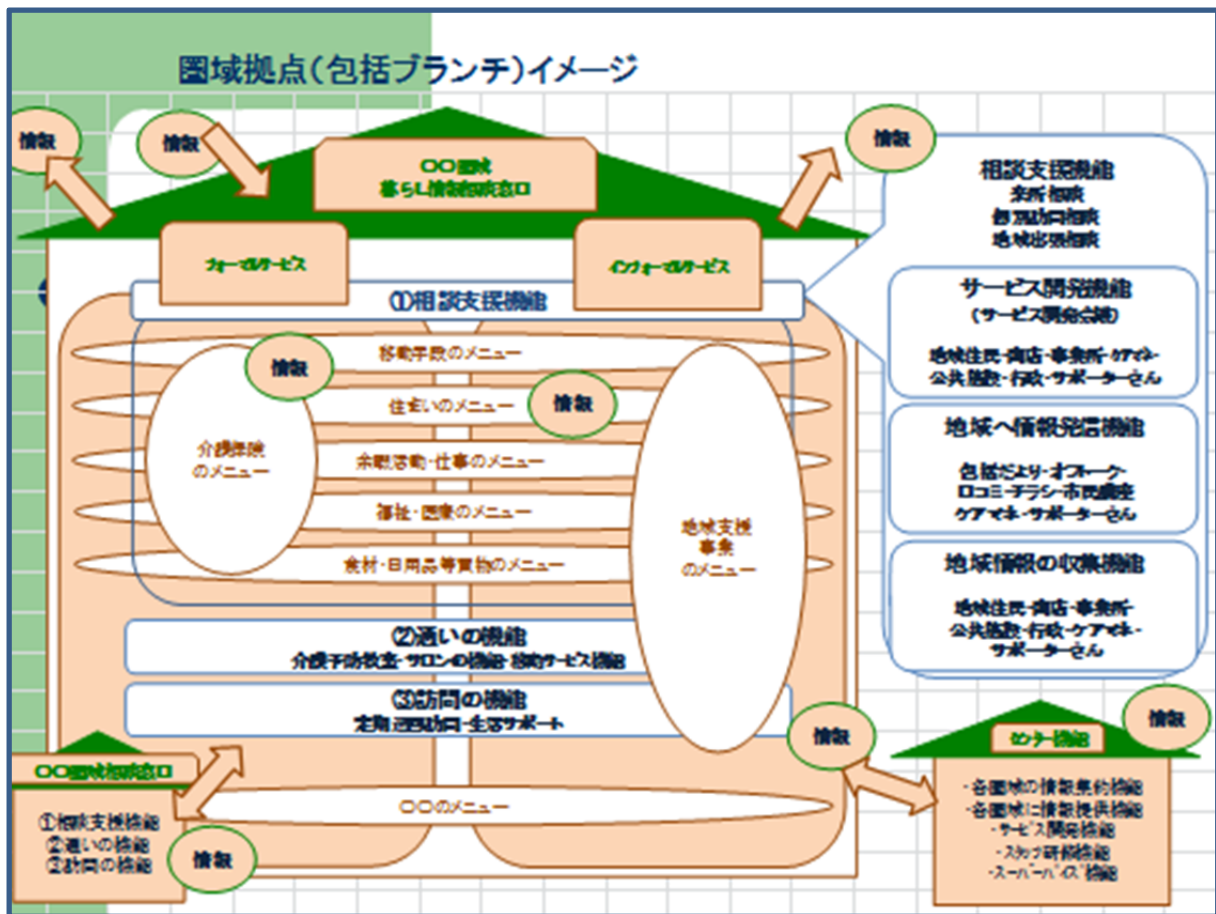 圏域拠点(包括ブランチ)イメージ
情報
情報
情報
〇〇圏域
暮らし情報相談窓口
フォーマルサービス
インフォーマルサービス
①相談支援機能
移動手段のメニュー
情報
住まいのメニュー
情報
介護保険
のメニュー
余暇活動・仕事のメニュー
福祉・医療のメニュー
食材・日用品等買物のメニュー
地域支援
事業
のメニュー
②通いの機能
介護予防教室・サロンの機能・移動サービス機能
③訪問の機能
定期巡回訪問・生活サポート
〇〇のメニュー
相談支援機能
来所相談
個別訪問相談
地域出張相談
サービス開発機能
(サービス開発会議)
地域住民・商店・事業所・ケアマネ・
公共施設・行政・サポーターさん
地域へ情報発信機能
包括だより・オフトーク・
口コミ・チラシ・市民講座
ケアマネ・サポーターさん
地域情報の収集機能
地域住民・商店・事業所・
公共施設・行政・ケアマネ・
サポーターさん
〇〇圏域相談窓口
①相談支援機能
②通いの機能
③訪問の機能
情報
情報
情報
センター機能
・各圏域の情報集約機能
・各圏域に情報提供機能
・サービス開発機能
・スタッフ研修機能
・スーパーバイズ機能